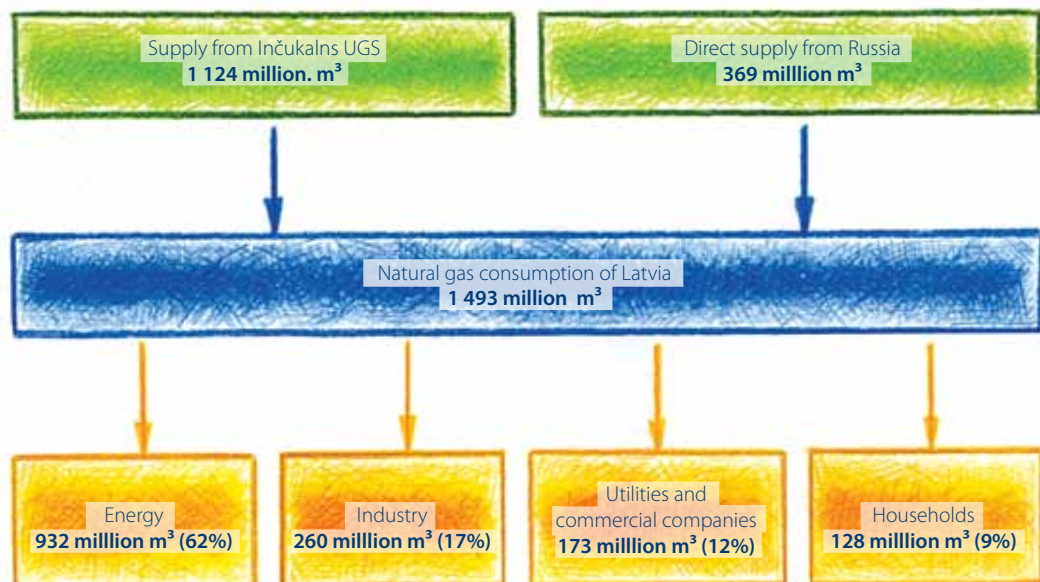 Supply from Inčukalns UGS
1 124 million. m³
Direct supply from Russia
369 milllion m³
Natural gas consumption of Latvia
1 493 million m³
Energy
932 milllion m³ (62%)
Industry
260 milllion m³ (17%)
Utilities and
commercial companies
173 milllion m³ (12%)
Households
128 milllion m³ (9%)